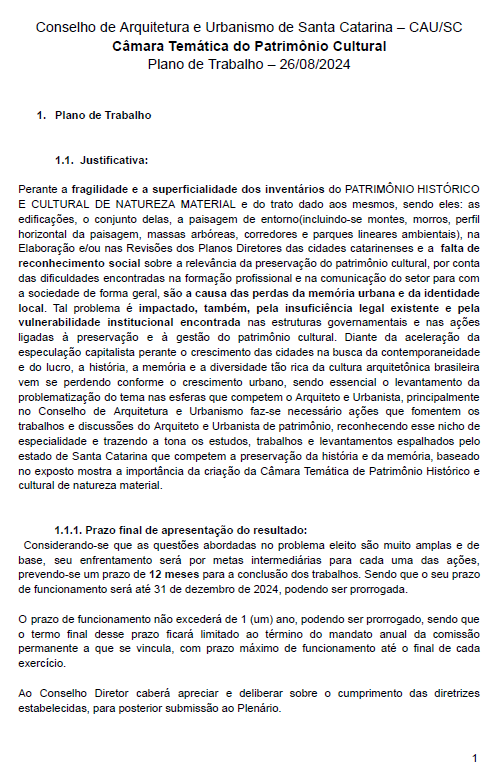 Conselho de Arquitetura e Urbanismo de Santa Catarina – CAU/SC
Câmara Temática do Patrimônio Cultural
Plano de Trabalho – 26/08/2024
1. Plano de Trabalho
1.1. Justificativa:
Perante a fragilidade e a superficialidade dos inventários do PATRIMÔNIO HISTÓRICO
E CULTURAL DE NATUREZA MATERIAL e do trato dado aos mesmos, sendo eles: as
edificações, o conjunto delas, a paisagem de entorno(incluindo-se montes, morros, perfil
horizontal da paisagem, massas arbóreas, corredores e parques lineares ambientais), na
Elaboração e/ou nas Revisões dos Planos Diretores das cidades catarinenses e a falta de
reconhecimento social sobre a relevância da preservação do patrimônio cultural, por conta
das dificuldades encontradas na formação profissional e na comunicação do setor para com
a sociedade de forma geral, são a causa das perdas da memória urbana e da identidade
local. Tal problema é impactado, também, pela insuficiência legal existente e pela
vulnerabilidade institucional encontrada nas estruturas governamentais e nas ações
ligadas à preservação e à gestão do patrimônio cultural. Diante da aceleração da
especulação capitalista perante o crescimento das cidades na busca da contemporaneidade
e do lucro, a história, a memória e a diversidade tão rica da cultura arquitetônica brasileira
vem se perdendo conforme o crescimento urbano, sendo essencial o levantamento da
problematização do tema nas esferas que competem o Arquiteto e Urbanista, principalmente
no Conselho de Arquitetura e Urbanismo faz-se necessário ações que fomentem os
trabalhos e discussões do Arquiteto e Urbanista de patrimônio, reconhecendo esse nicho de
especialidade e trazendo a tona os estudos, trabalhos e levantamentos espalhados pelo
estado de Santa Catarina que competem a preservação da história e da memória, baseado
no exposto mostra a importância da criação da Câmara Temática de Patrimônio Histórico e
cultural de natureza material.
1.1.1. Prazo final de apresentação do resultado:
Considerando-se que as questões abordadas no problema eleito são muito amplas e de
base, seu enfrentamento será por metas intermediárias para cada uma das ações,
prevendo-se um prazo de 12 meses para a conclusão dos trabalhos. Sendo que o seu prazo
de funcionamento será até 31 de dezembro de 2024, podendo ser prorrogada.
O prazo de funcionamento não excederá de 1 (um) ano, podendo ser prorrogado, sendo que
o termo final desse prazo ficará limitado ao término do mandato anual da comissão
permanente a que se vincula, com prazo máximo de funcionamento até o final de cada
exercício.
Ao Conselho Diretor caberá apreciar e deliberar sobre o cumprimento das diretrizes
estabelecidas, para posterior submissão ao Plenário.
1